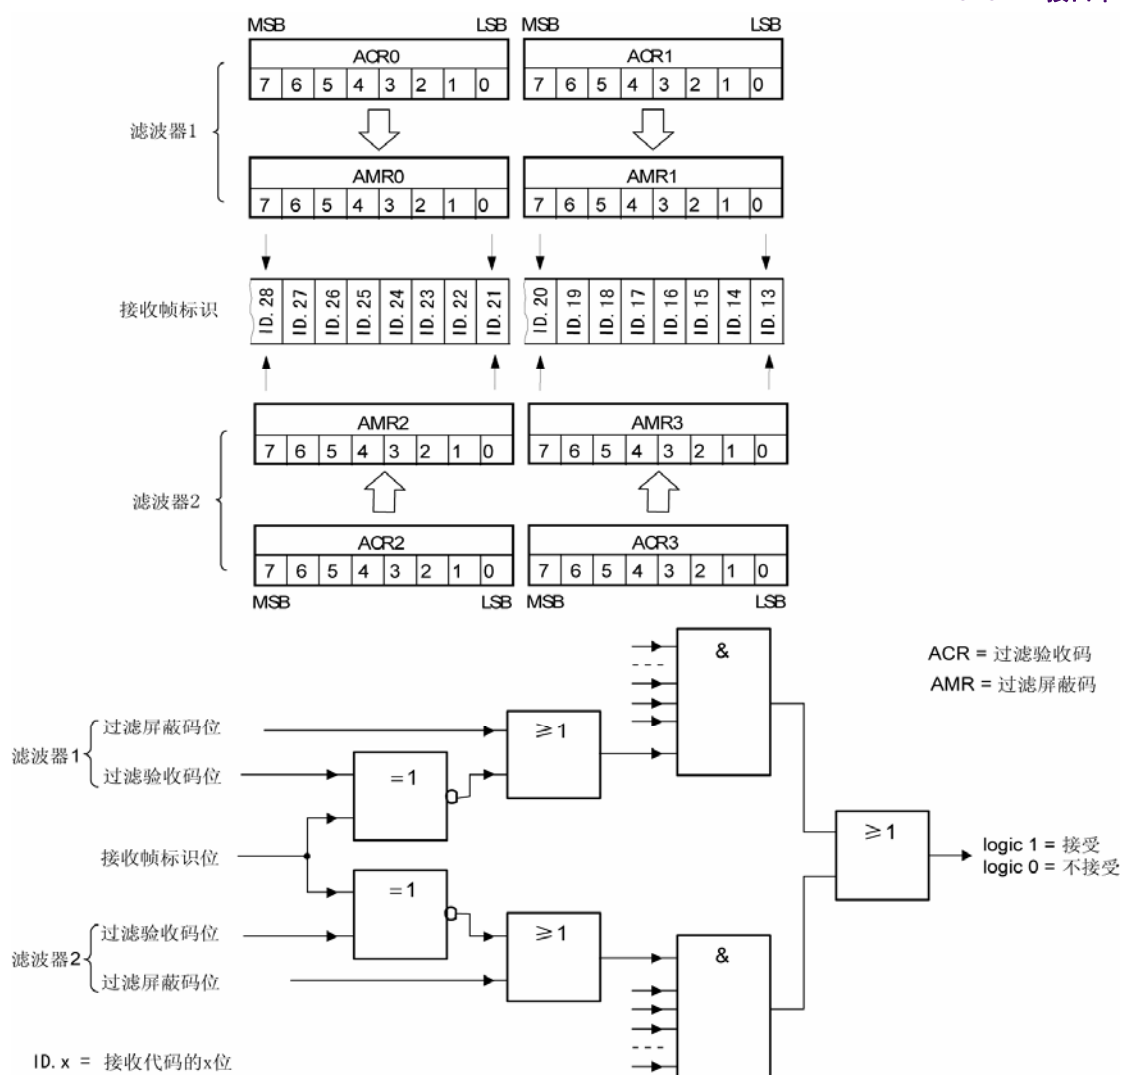 MSB LSB MSB LSB
ACR0 ACR1
7 6 5 4 3 2 1 0 7 6 5 4 3 2 1 0
滤波器1
AMR0 AMR1
7 6 5 4 3 2 1 0 7 6 5 4 3 2 1 0
接收帧标识
ID.28 ID.27 ID.26 ID.25 ID.24 ID.23 ID.22 ID.21 ID.20 ID.19 ID.18 ID.17 ID.16 ID.15 ID.14 ID.13
AMR2 AMR3
7 6 5 4 3 2 1 0 7 6 5 4 3 2 1 0
滤波器2
ACR2 ACR3
7 6 5 4 3 2 1 0 7 6 5 4 3 2 1 0
MSB LSB MSB LSB
&
ACR = 过滤验收码
AMR = 过滤屏蔽码
滤波器1
过滤屏蔽码位
≥1
过滤验收码位
=1
接收帧标识位
≥1
logic 1 = 接受
logic 0 = 不接受
=1
滤波器2
过滤验收码位
≥1
过滤屏蔽码位
&
ID.x = 接收代码的x位